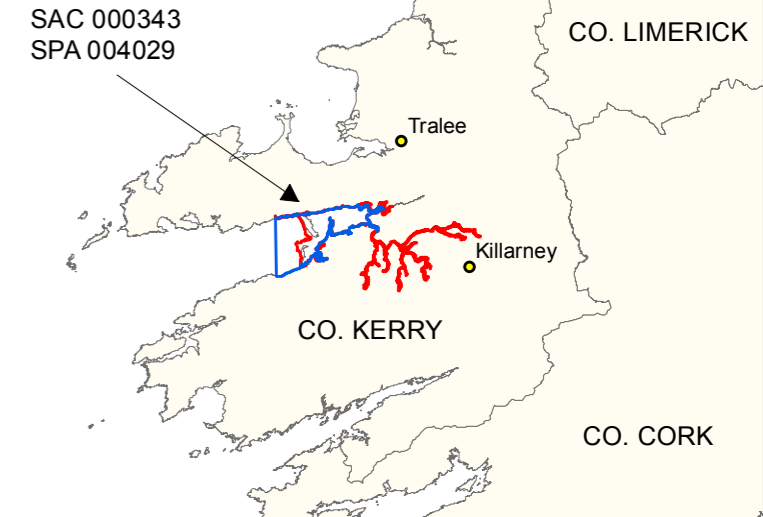 SAC 000343
SPA 004029
CO. LIMERICK
Tralee
Killarney
CO. KERRY
CO. CORK